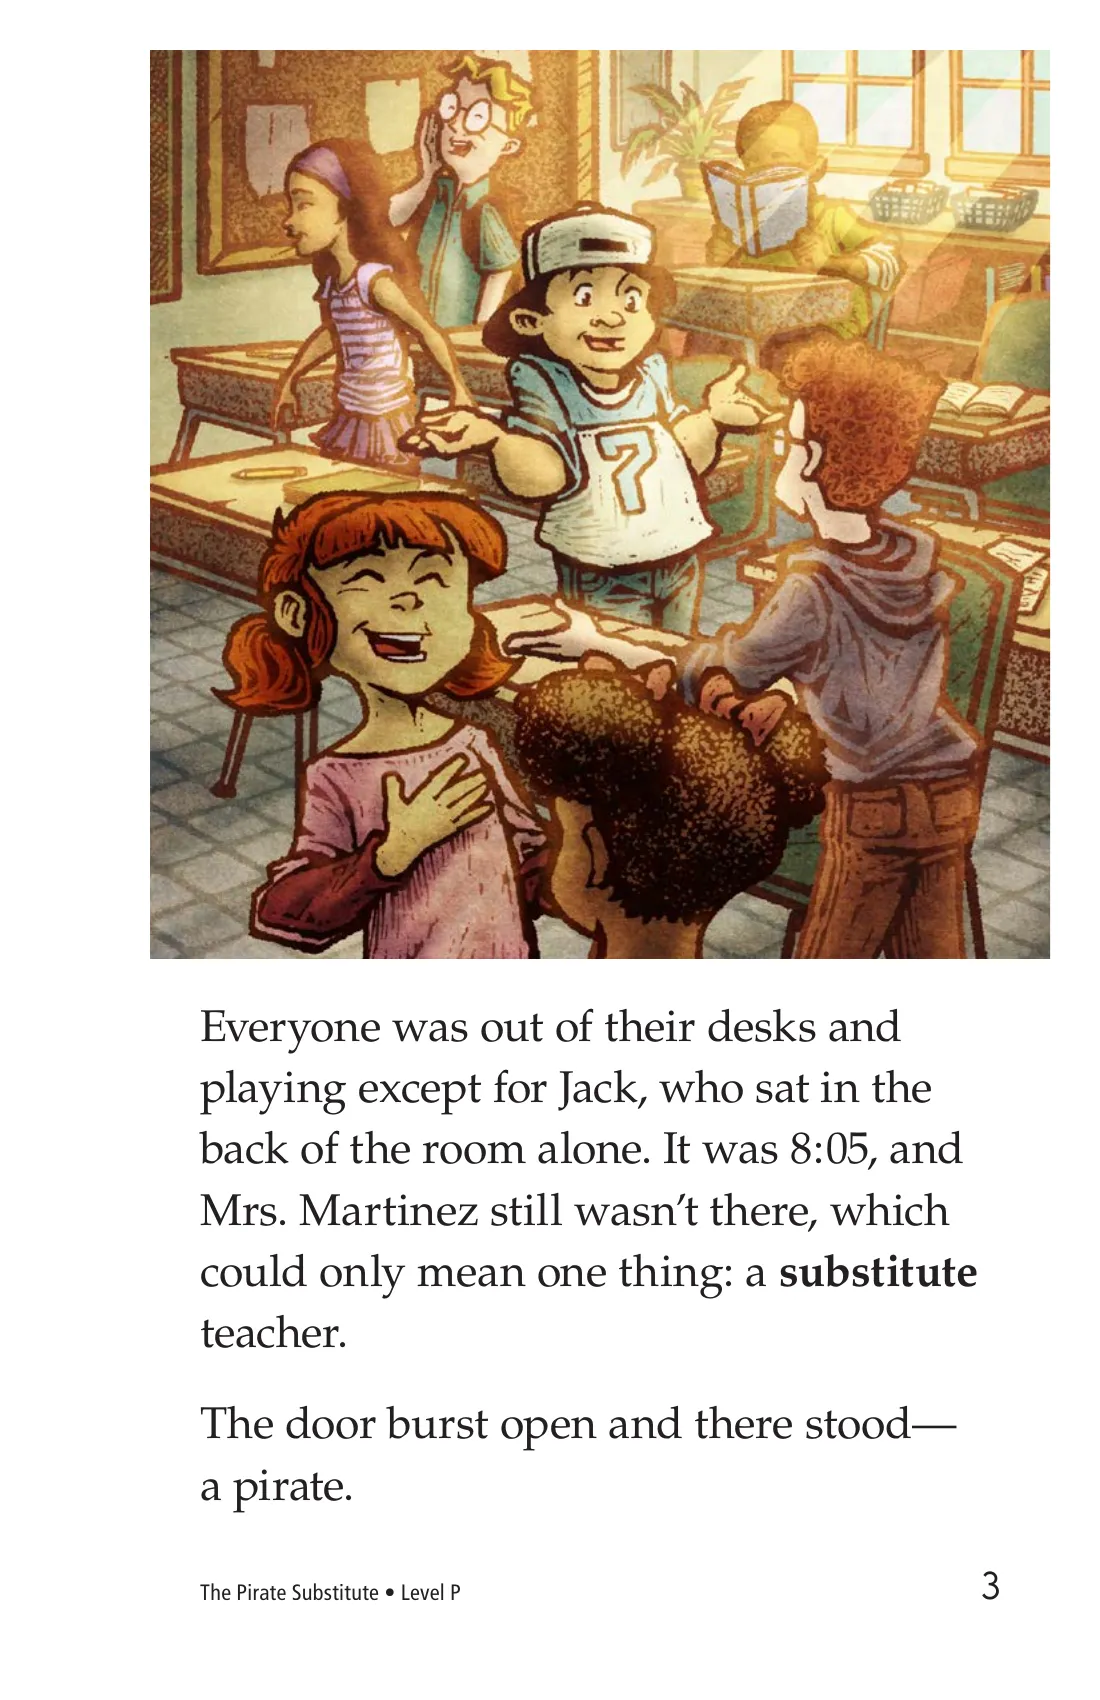 7
Everyone was out of their desks and
playing except for Jack, who sat in the
back of the room alone. It was 8:05, and
Mrs. Martinez still wasn’t there, which
could only mean one thing: a substitute
teacher.
The door burst open and there stood—
a pirate.
The Pirate Substitute • Level P
3